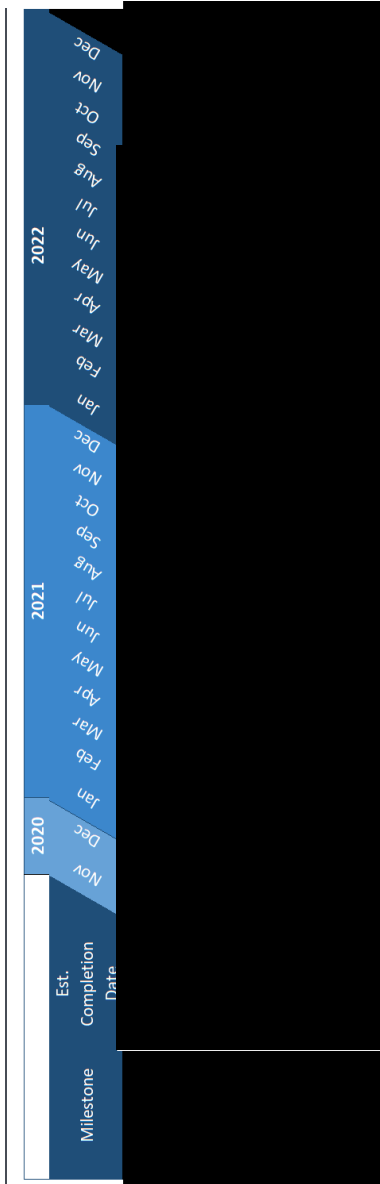 2020
2021
2022
Milestone
Est.
Completion
Date
Nov
Dec
Jan
Feb
Mar
Apr
May
Jun
Jul
Aug
Sep
Oct
Nov
Dec
Jan
Feb
Mar
Apr
May
Jun
Jul
Aug
Sep
Oct
Nov
Dec